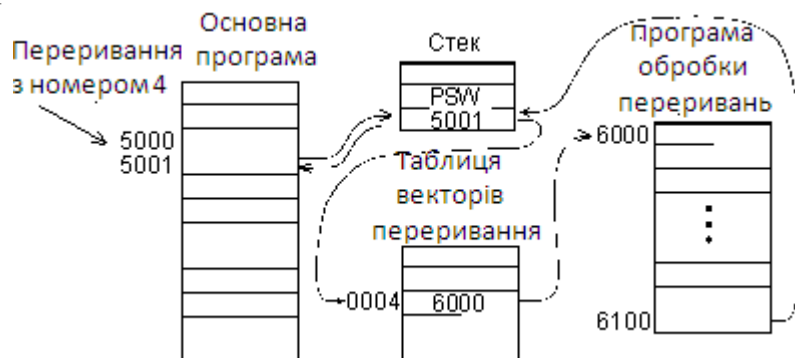 Переривання
з номером 4
Основна
програма
5000
5001
Стек
PSW
5001
Таблиця
векторів
переривання
0004
6000
Програма
обробки
переривань
6000
6100